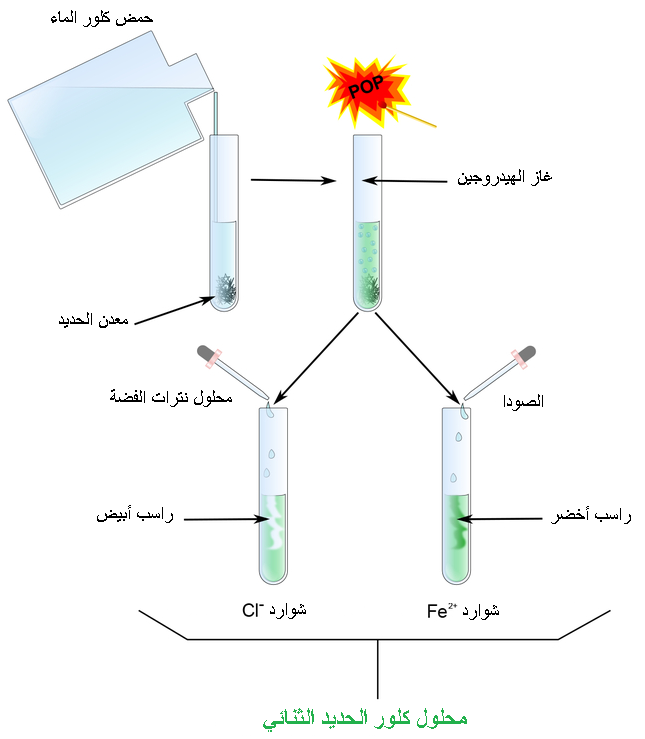 حمض كلور الماء
POP
غاز الهيدروجين
معدن الحديد
محلول نترات الفضة
الصودا
راسب أبيض
راسب أخضر
شوارد Cl⁻
شوارد Fe²⁺
محلول كلور الحديد الثنائي